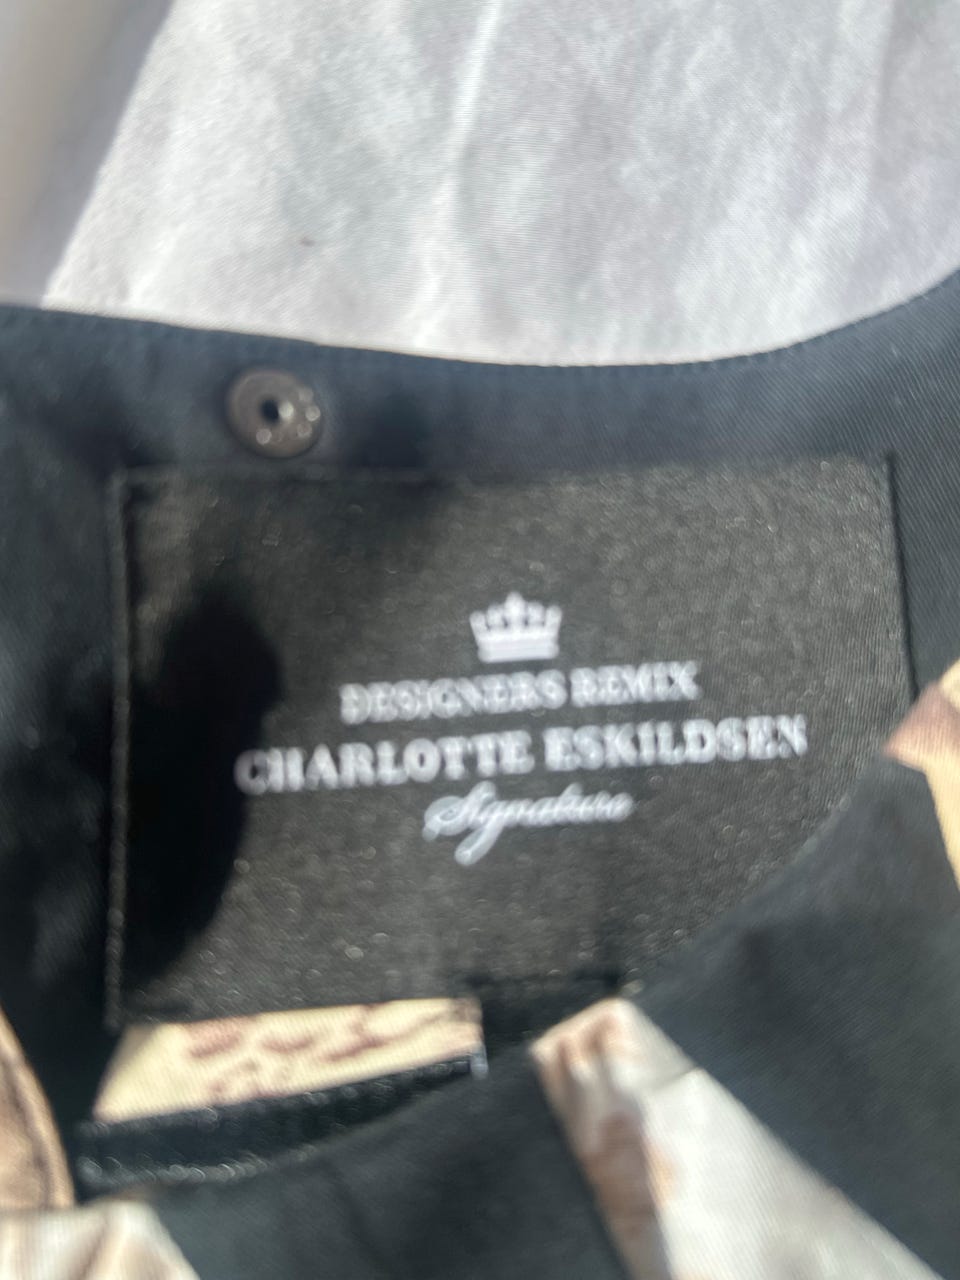 DESIGNERS REMIX
CHARLOTTE ESKILDSEN
Signature